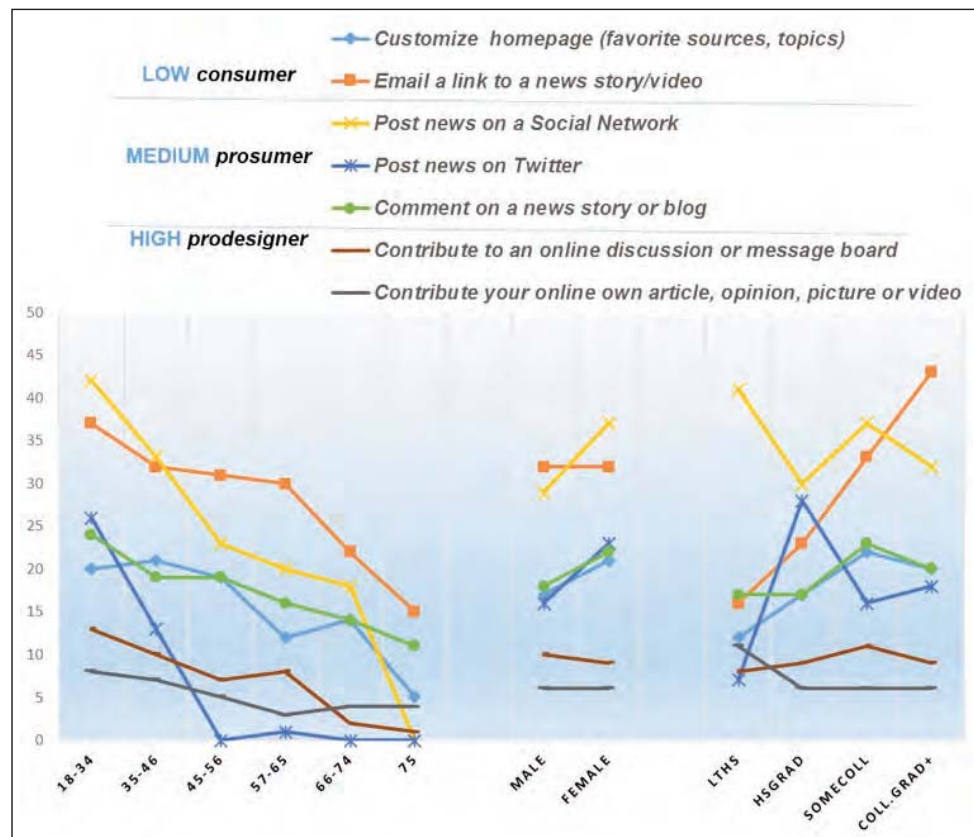 Customize homepage (favorite sources, topics)
LOW consumer
Email a link to a news story/video
Post news on a Social Network
MEDIUM prosumer
Post news on Twitter
Comment on a news story or blog
HIGH prodesigner
Contribute to an online discussion or message board
Contribute your online own article, opinion, picture or video
50
45
40
35
30
25
20
15
10
5
0
18-34
35-46
45-56
57-65
66-74
75
MALE
FEMALE
LTHS
HSGRAD
SOMECOLL
COLL.GRAD+